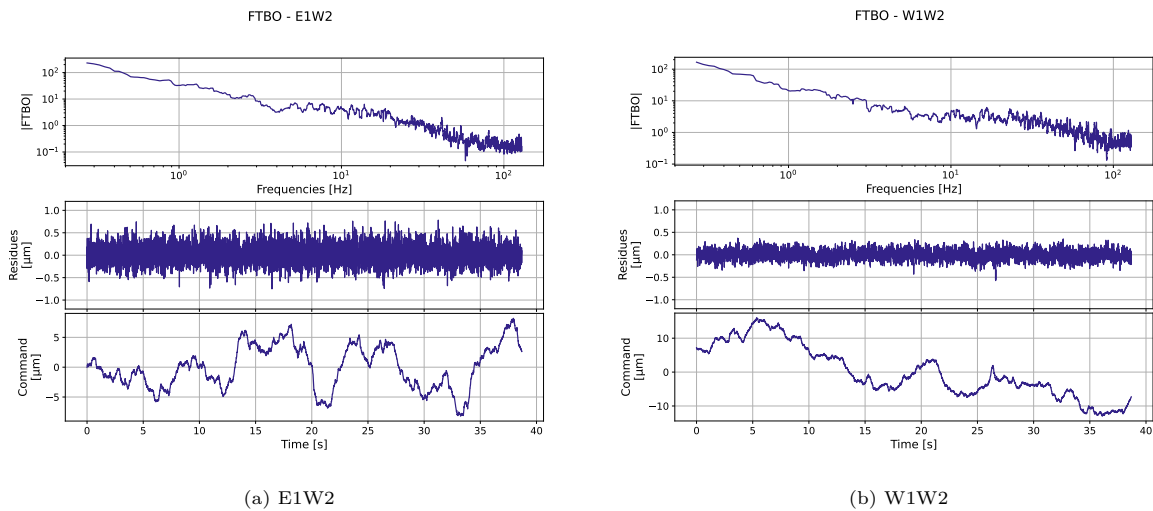 FTBO - E1W2
|FTBO|
10²
10¹
10⁰
10⁻¹
10⁰ 10¹ 10²
Frequencies [Hz]
Residues
[μm]
1.0
0.5
0.0
−0.5
−1.0
Command
[μm]
5
0
−5
0 5 10 15 20 25 30 35 40
Time [s]
(a) E1W2
FTBO - W1W2
|FTBO|
10²
10¹
10⁰
10⁻¹
10⁰ 10¹ 10²
Frequencies [Hz]
Residues
[μm]
1.0
0.5
0.0
−0.5
−1.0
Command
[μm]
10
0
−10
0 5 10 15 20 25 30 35 40
Time [s]
(b) W1W2